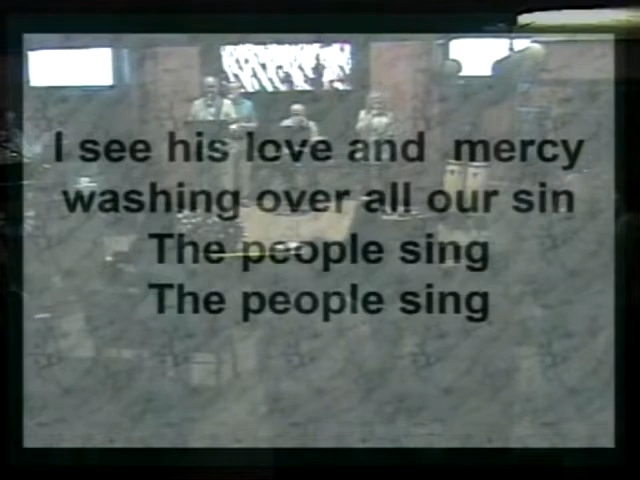 I see his love and mercy
washing over all our sin
The people sing
The people sing